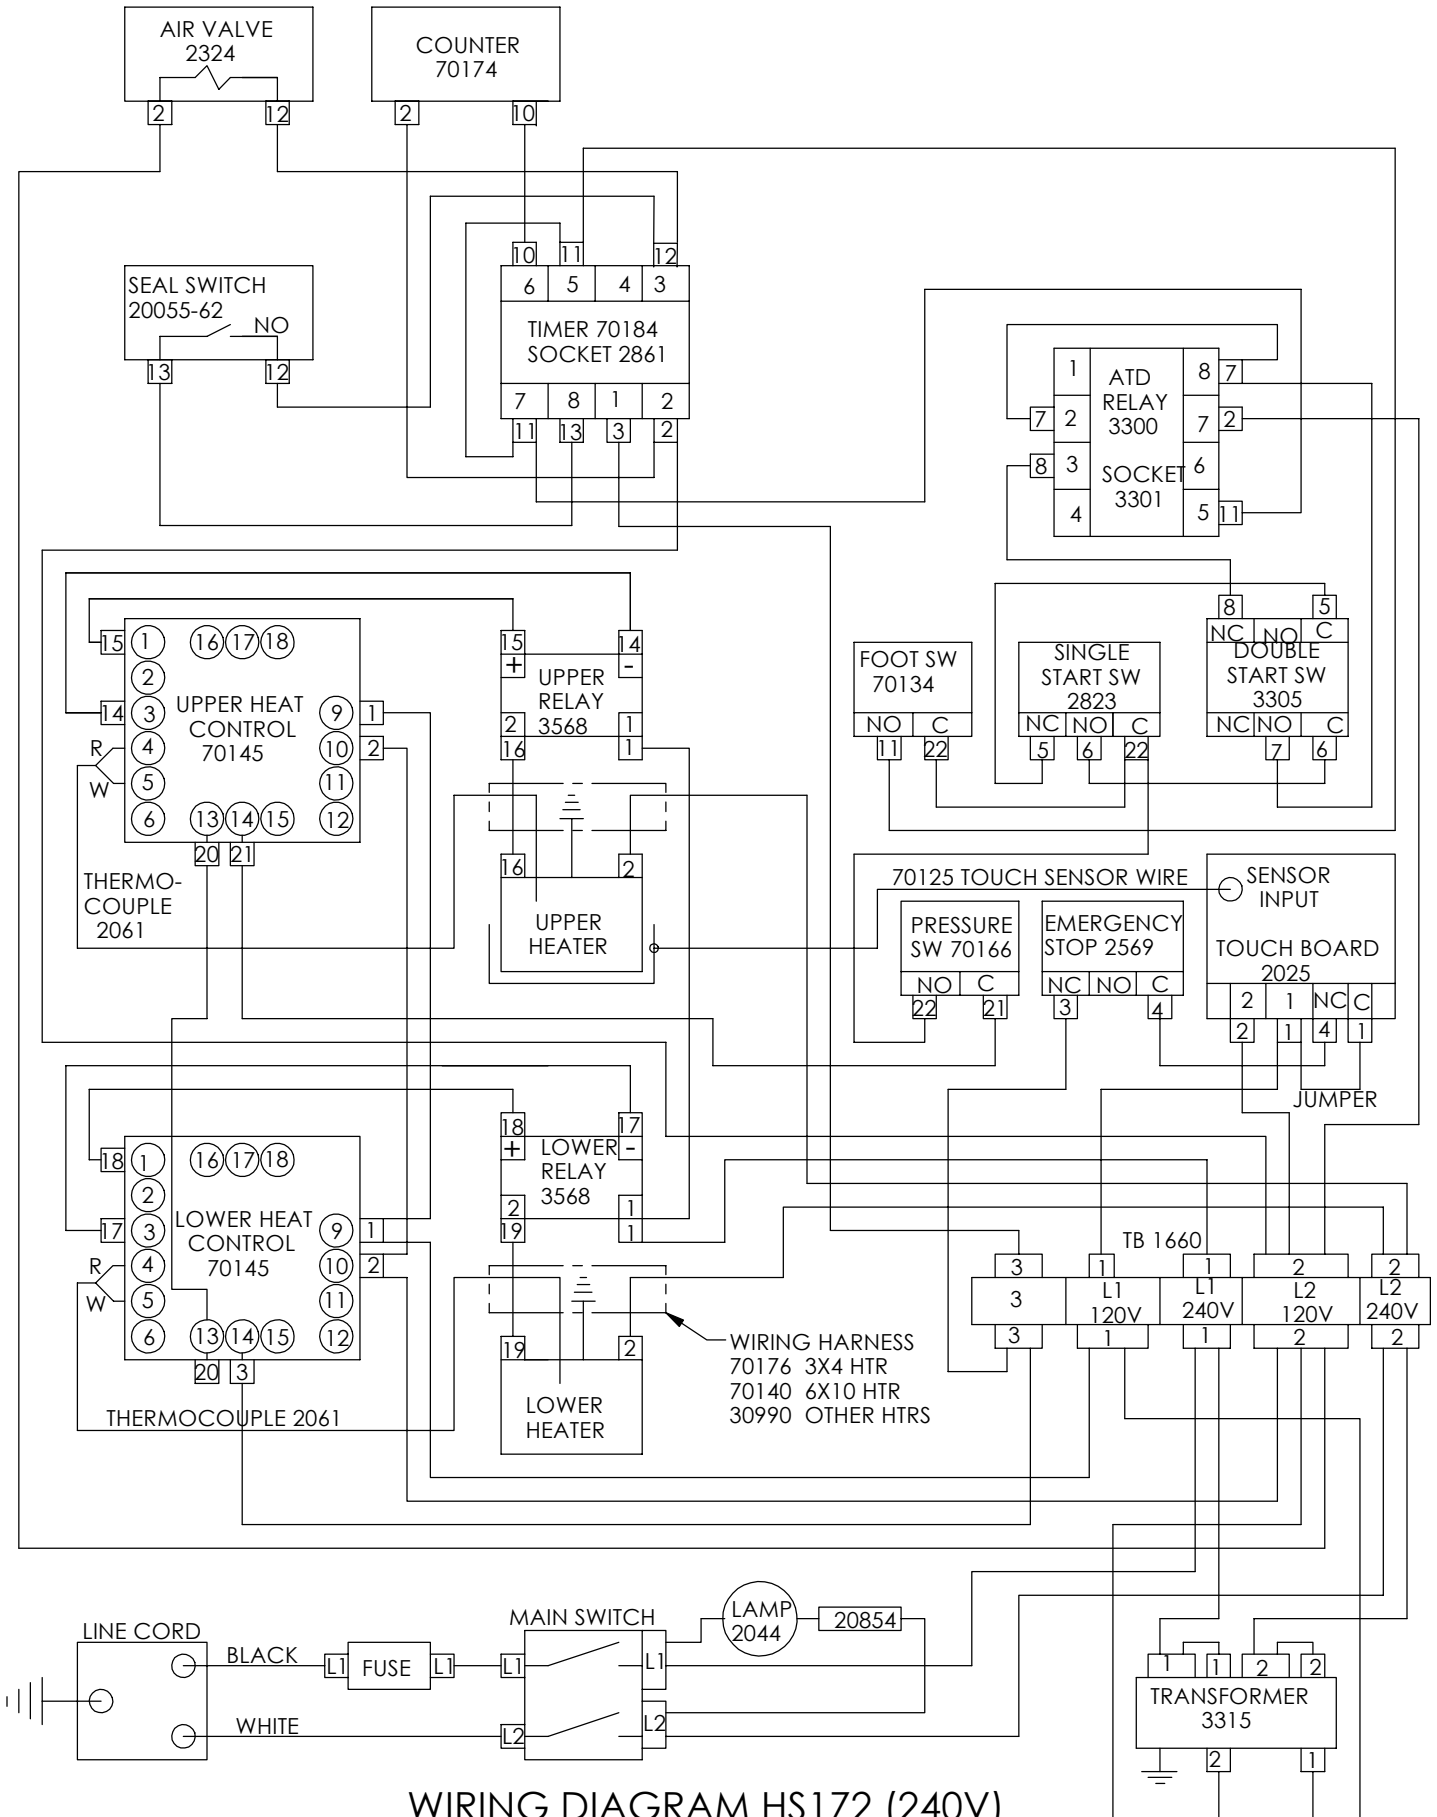 AIR VALVE
2324
2
12
COUNTER
70174
2
10
SEAL SWITCH
20055-62
NO
13
12
10
11
12
6
5
4
3
TIMER 70184
SOCKET 2861
7
8
1
2
11
13
3
2
1
ATD
RELAY
3300
SOCKET
3301
2
3
4
8
7
6
5
7
8
7
2
11
15
1
16
17
18
2
14
3
UPPER HEAT
CONTROL
70145
9
1
R
4
10
2
W
5
11
6
13
14
15
12
20
21
THERMO-
COUPLE
2061
15
14
+
-
UPPER
RELAY
3568
2
1
16
1
16
2
UPPER
HEATER
FOOT SW
70134
NO
C
11
22
SINGLE
START SW
2823
NC
NO
C
5
6
22
8
5
NC
NO
C
DOUBLE
START SW
3305
NC
NO
C
7
6
70125 TOUCH SENSOR WIRE
SENSOR
INPUT
TOUCH BOARD
2025
2
1
NC
C
2
1
4
1
JUMPER
PRESSURE
SW 70166
NO
C
22
21
EMERGENCY
STOP 2569
NC
NO
C
3
4
18
1
16
17
18
2
17
3
LOWER HEAT
CONTROL
70145
9
1
R
4
10
2
W
5
11
6
13
14
15
12
20
3
THERMOCOUPLE 2061
18
17
+
-
LOWER
RELAY
3568
2
1
19
1
19
2
LOWER
HEATER
WIRING HARNESS
70176 3X4 HTR
70140 6X10 HTR
30990 OTHER HTRS
TB 1660
3
1
1
2
2
3
L1
120V
L1
240V
L2
120V
L2
240V
3
1
1
2
2
LINE CORD
BLACK
WHITE
L1
FUSE
L1
MAIN SWITCH
L1
L1
L2
L2
LAMP
2044
20854
1
1
2
2
TRANSFORMER
3315
2
1
WIRING DIAGRAM HS172 (240V)